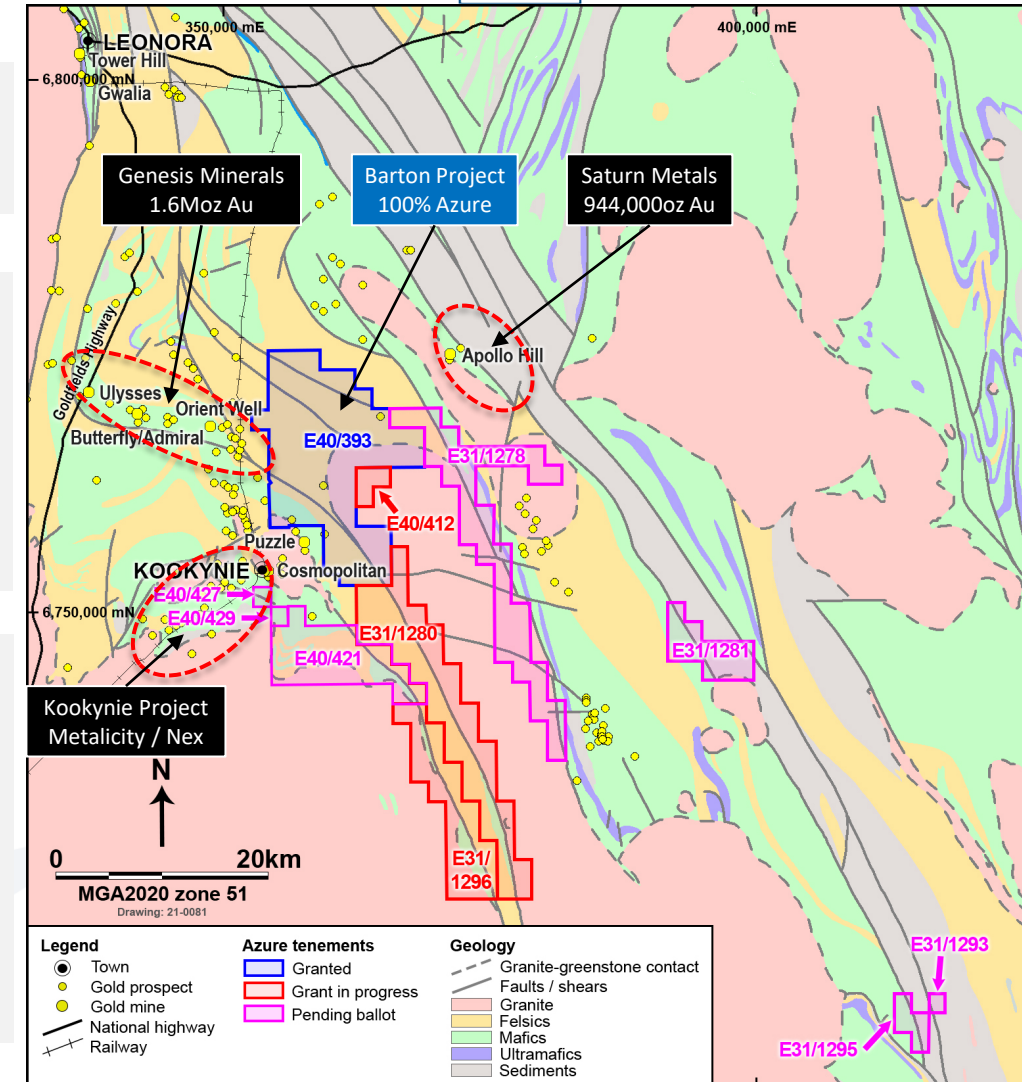 350,000 mE
400,000 mE
LEONORA
Tower Hill
6,800,000 mN
Gwalia
Genesis Minerals
1.6Moz Au
Barton Project
100% Azure
Saturn Metals
944,000oz Au
Goldfields Highway
Apollo Hill
Ulysses
Orient Well
Butterfly/Admiral
E40/393
E31/1278
E40/412
Puzzle
KOOKYNIE
Cosmopolitan
E40/427
6,750,000 mN
E40/429
E31/1280
E40/421
E31/1281
Kookynie Project
Metalicity / Nex
N
0 20km
MGA2020 zone 51
Drawing: 21-0081
E31/
1296
E31/1293
E31/1295
Legend
Town
Gold prospect
Gold mine
National highway
Railway
Azure tenements
Granted
Grant in progress
Pending ballot
Geology
Granite-greenstone contact
Faults / shears
Granite
Felsics
Mafics
Ultramafics
Sediments